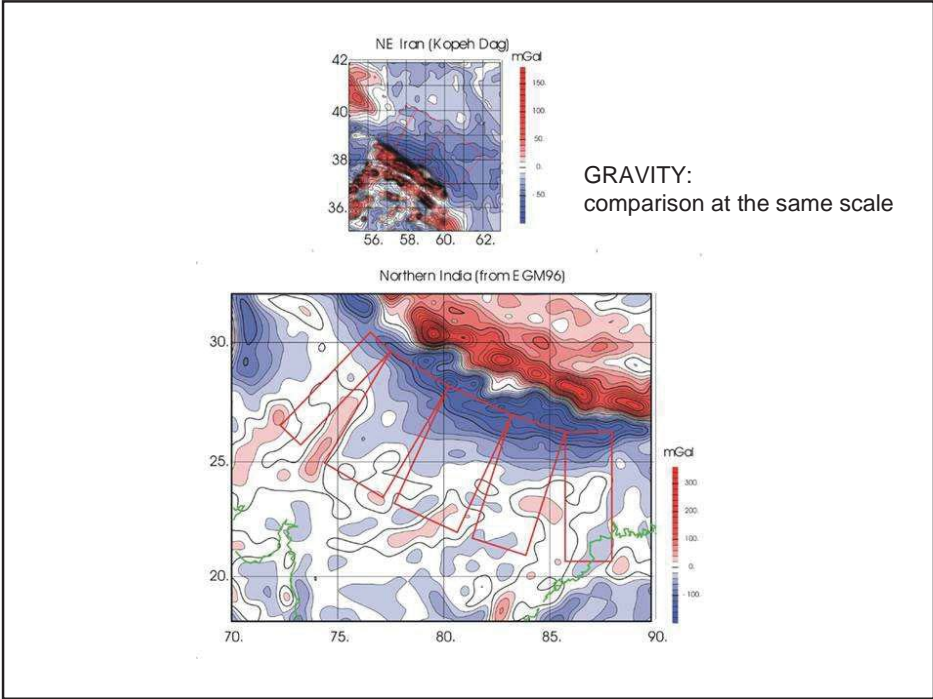 NE Iran (Kopeh Dag)
mGal
42.
40.
38.
36.
150.
100.
50.
0.
- 50.
56. 58. 60. 62.
GRAVITY:
comparison at the same scale
Northern India (from EGM96)
30.
25.
20.
70. 75. 80. 85. 90.
mGal
300.
200.
100.
0.
- 100.